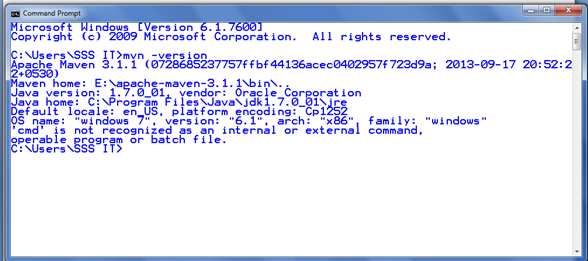 Command Prompt
Microsoft Windows [Version 6.1.7600]
Copyright (c) 2009 Microsoft Corporation.  All rights reserved.
C:\Users\SSS IT>mvn -version
Apache Maven 3.1.1 (0728685237757ffbf44136acec0402957f723d9a; 2013-09-17 20:52:2
2+0530)
Maven home: E:\apache-maven-3.1.1\bin\..
Java version: 1.7.0_01, vendor: Oracle Corporation
Java home: C:\Program Files\Java\jdk1.7.0_01\jre
Default locale: en_US, platform encoding: Cp1252
OS name: "windows 7", version: "6.1", arch: "x86", family: "windows"
'cmd' is not recognized as an internal or external command,
operable program or batch file.
C:\Users\SSS IT>